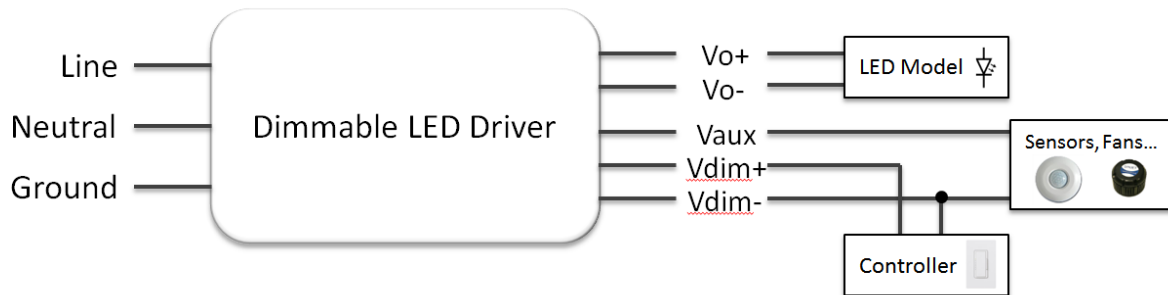 Line
Neutral
Ground
Dimmable LED Driver
Vo+
Vo-
Vaux
Vdim+
Vdim-
LED Model
Sensors, Fans...
Controller